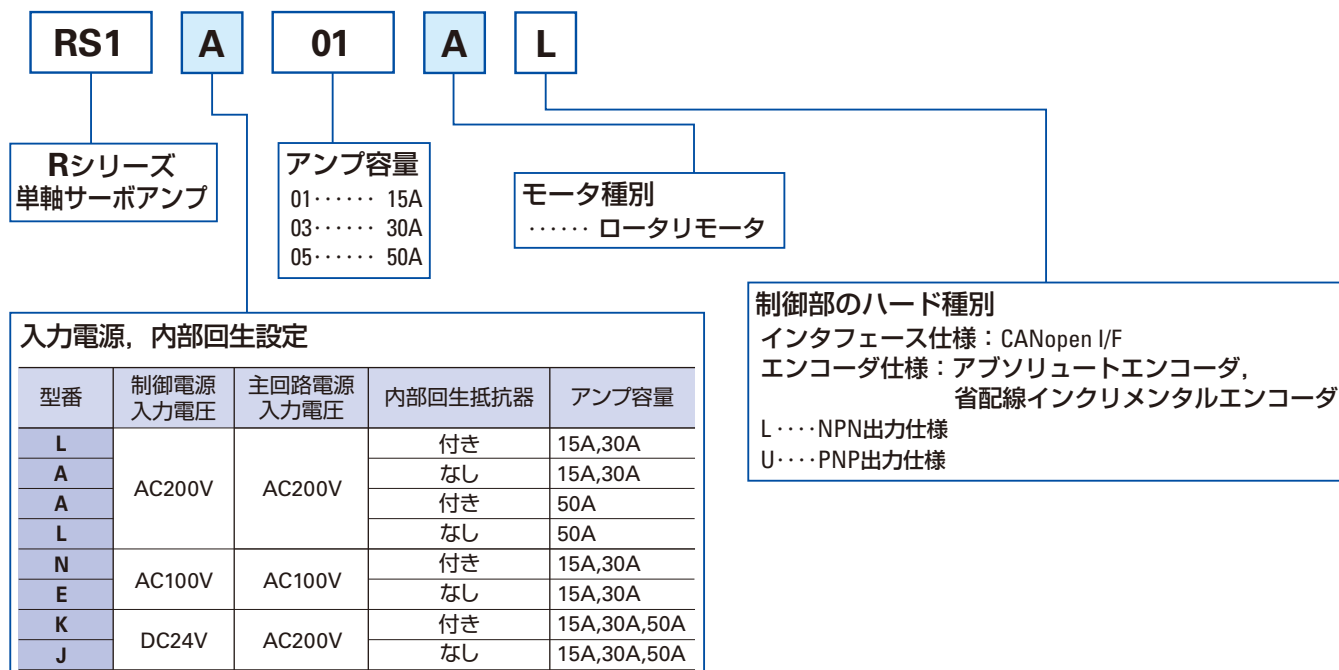 RS1 A 01 A L
Rシリーズ
単軸サーボアンプ
アンプ容量
01‥‥‥ 15A
03‥‥‥ 30A
05‥‥‥ 50A
モータ種別
‥‥‥ ロータリモータ
制御部のハード種別
インタフェース仕様:CANopen I/F
エンコーダ仕様:アブソリュートエンコーダ,
省配線インクリメンタルエンコーダ
L‥‥NPN出力仕様
U‥‥PNP出力仕様
入力電源,内部回生設定
型番 制御電源入力電圧 主回路電源入力電圧 内部回生抵抗器 アンプ容量
L AC200V AC200V 付き 15A,30A
A なし 15A,30A
A 付き 50A
L なし 50A
N AC100V AC100V 付き 15A,30A
E なし 15A,30A
K DC24V AC200V 付き 15A,30A,50A
J なし 15A,30A,50A